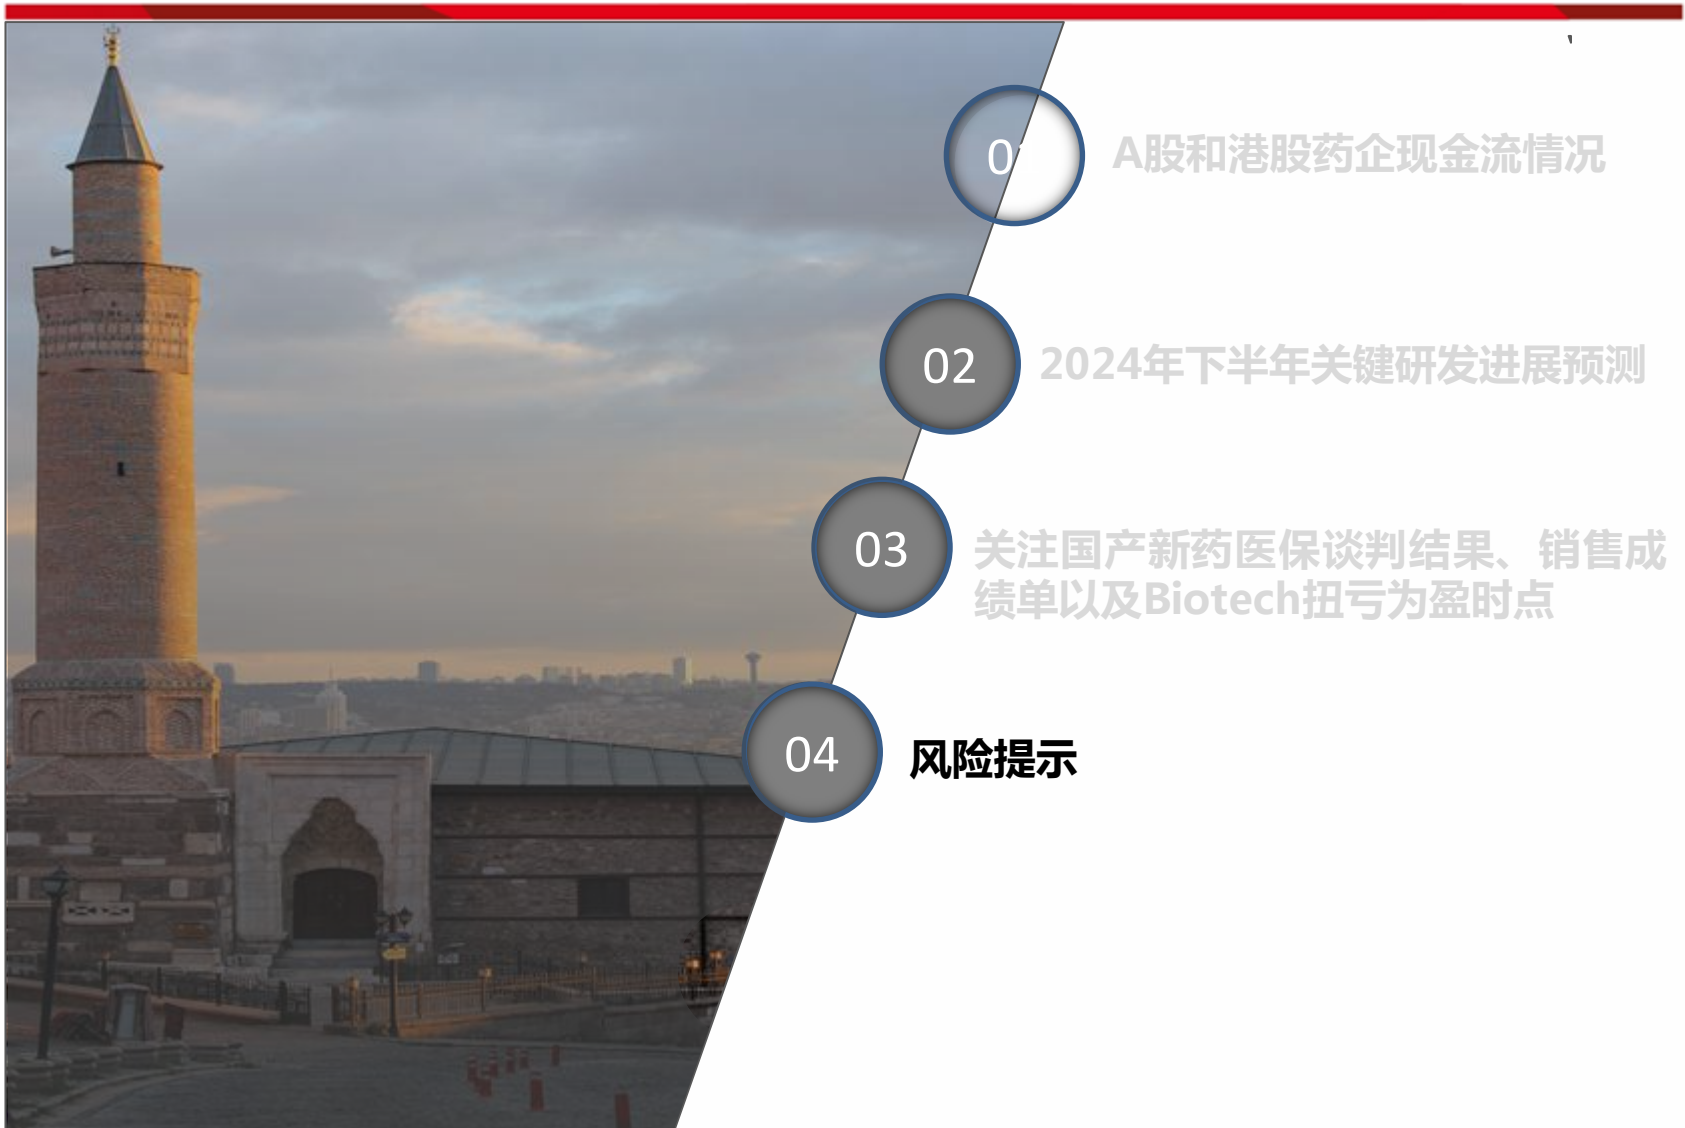 0
A股和港股药企现金流情况
02
2024年下半年关键研发进展预测
03
关注国产新药医保谈判结果、销售成
绩单以及Biotech扭亏为盈时点
04
风险提示